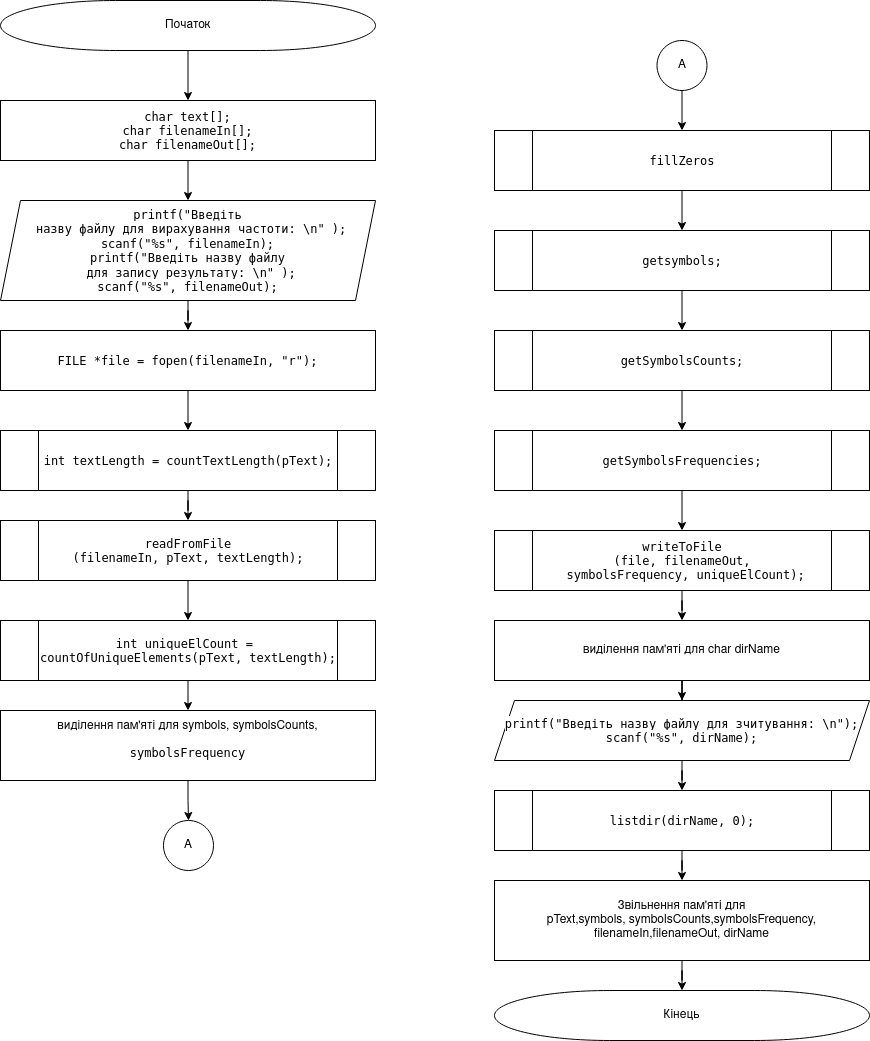 Початок
char text[];
char filenameIn[];
char filenameOut[];
printf("Введіть
назву файлу для вирахування частоти: \n" );
scanf("%s", filenameIn);
printf("Введіть назву файлу
для запису результату: \n" );
scanf("%s", filenameOut);
FILE *file = fopen(filenameIn, "r");
int textLength = countTextLength(pText);
readFromFile
(filenameIn, pText, textLength);
int uniqueElCount =
countOfUniqueElements(pText, textLength);
виділення пам'яті для symbols, symbolsCounts,
symbolsFrequency
A
A
fillZeros
getsymbols;
getSymbolsCounts;
getSymbolsFrequencies;
writeToFile
(file, filenameOut,
symbolsFrequency, uniqueElCount);
виділення пам'яті для char dirName
printf("Введіть назву файлу для зчитування: \n");
scanf("%s", dirName);
listdir(dirName, 0);
Звільнення пам'яті для
pText,symbols, symbolsCounts,symbolsFrequency,
filenameIn,filenameOut, dirName
Кінець